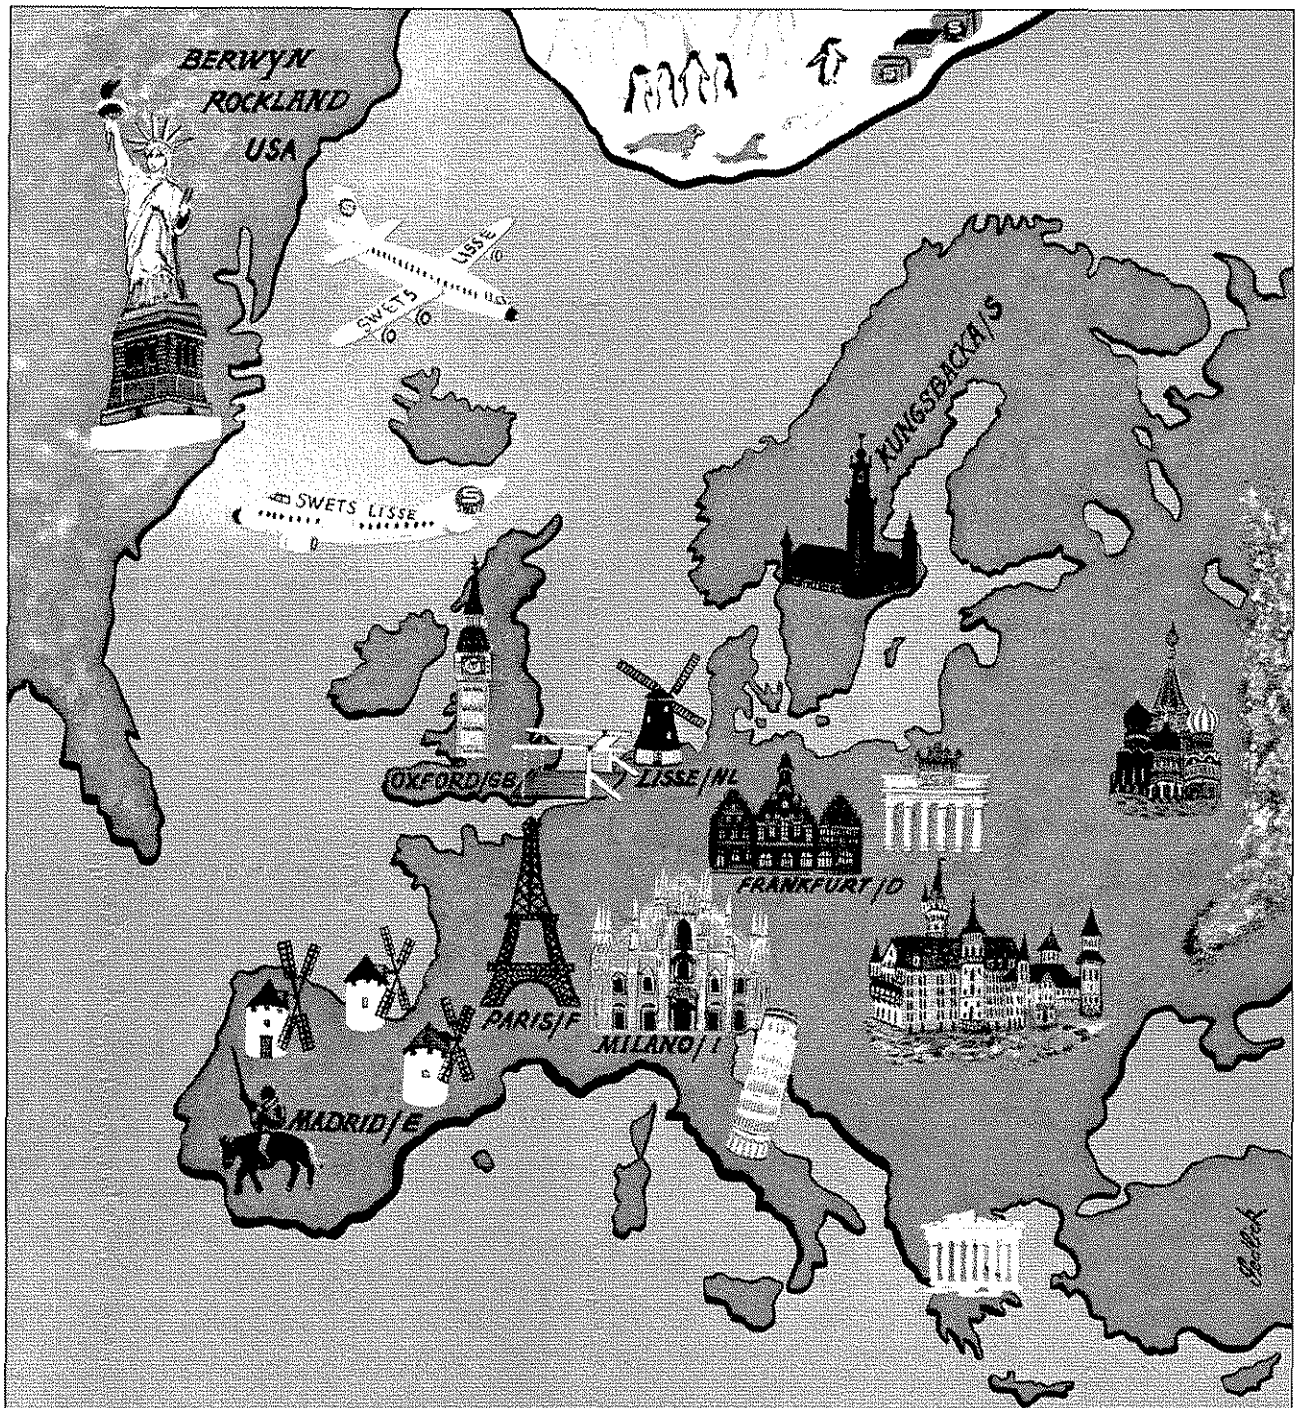 BERWYN
ROCKLAND
USA
S
LISSE
SWETS
KUNGSBACKA/S
SWETS LISSE
S
OXFORD/GB
LISSE/NL
FRANKFURT/D
PARIS/F
MILANO/I
MADRID/E